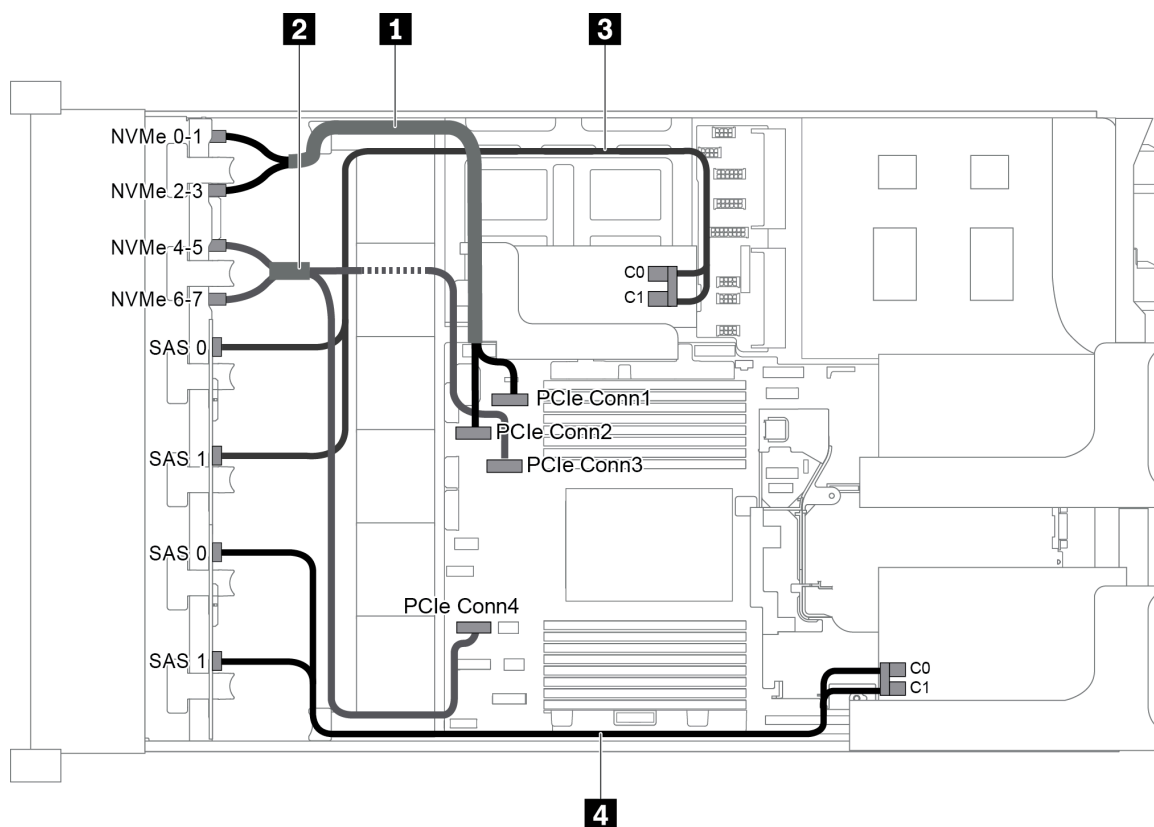 2
1
3
NVMe 0-1
NVMe 2-3
NVMe 4-5
C0
NVMe 6-7
C1
SAS 0
PCIe Conn1
PCIe Conn2
SAS 1
PCIe Conn3
SAS 0
PCIe Conn4
SAS 1
C0
C1
4